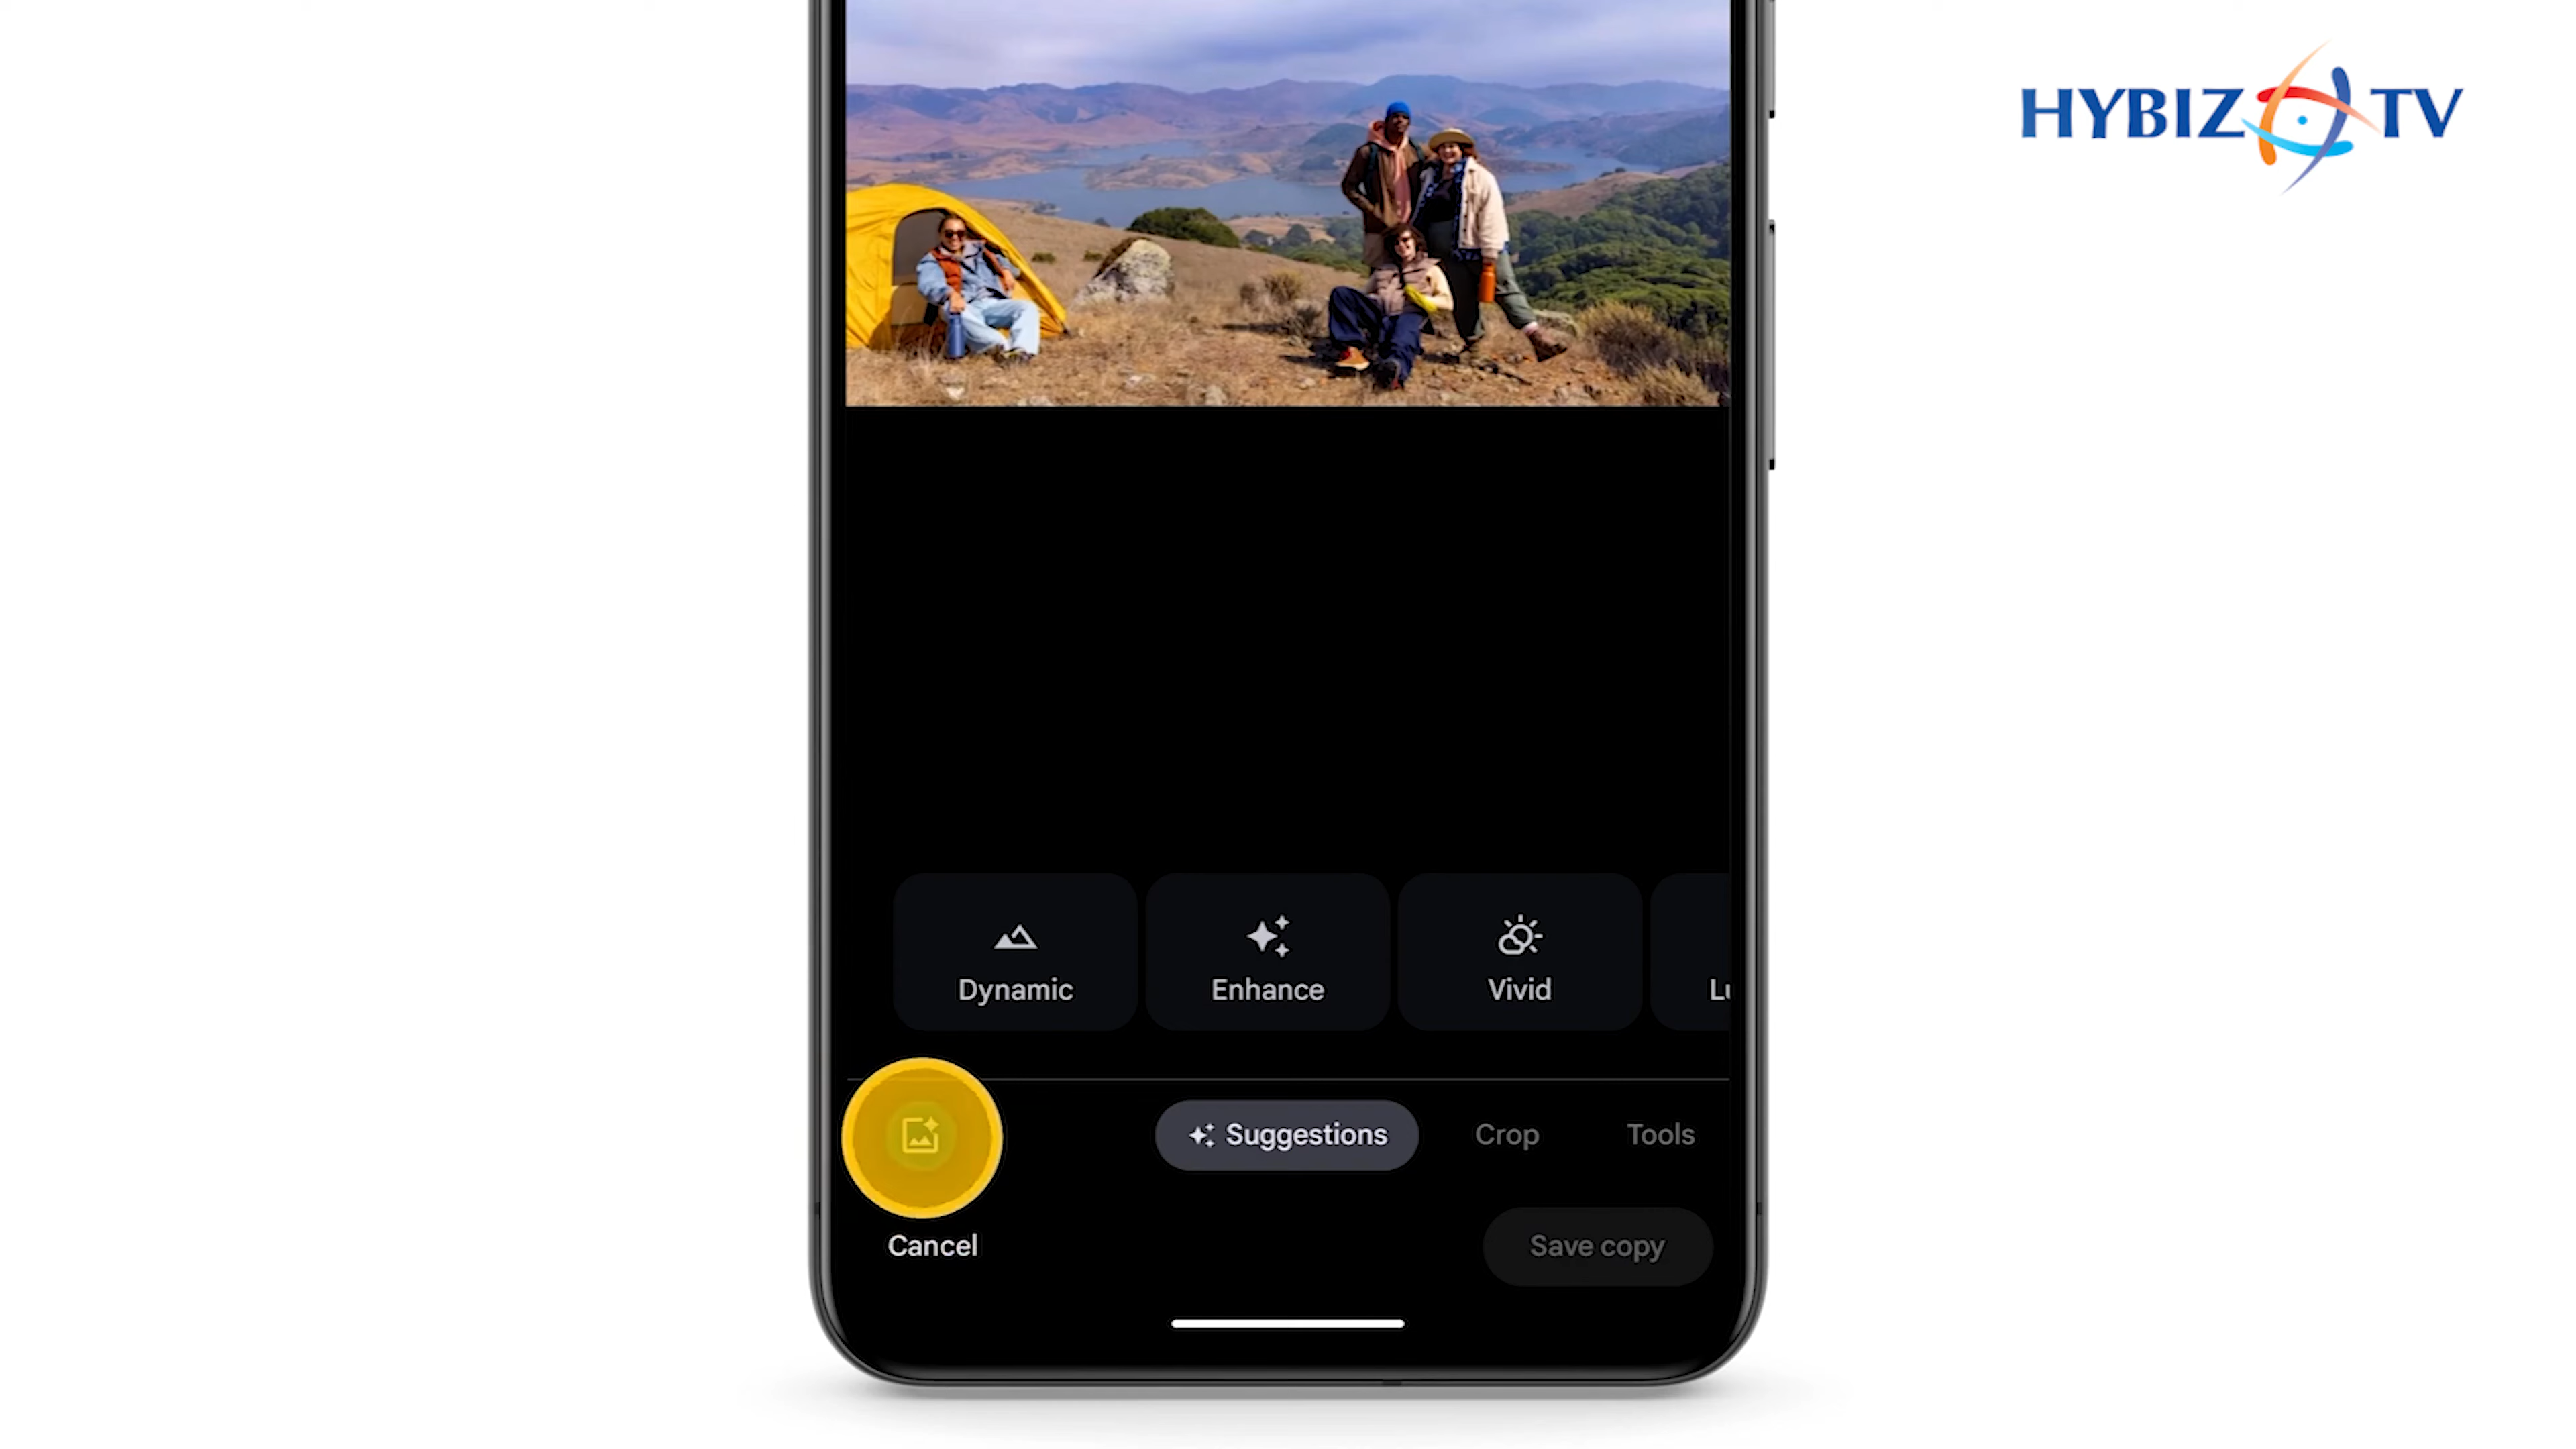 HYBIZ TV
Dynamic
Enhance
Vivid
Suggestions
Crop
Tools
Cancel
Save copy